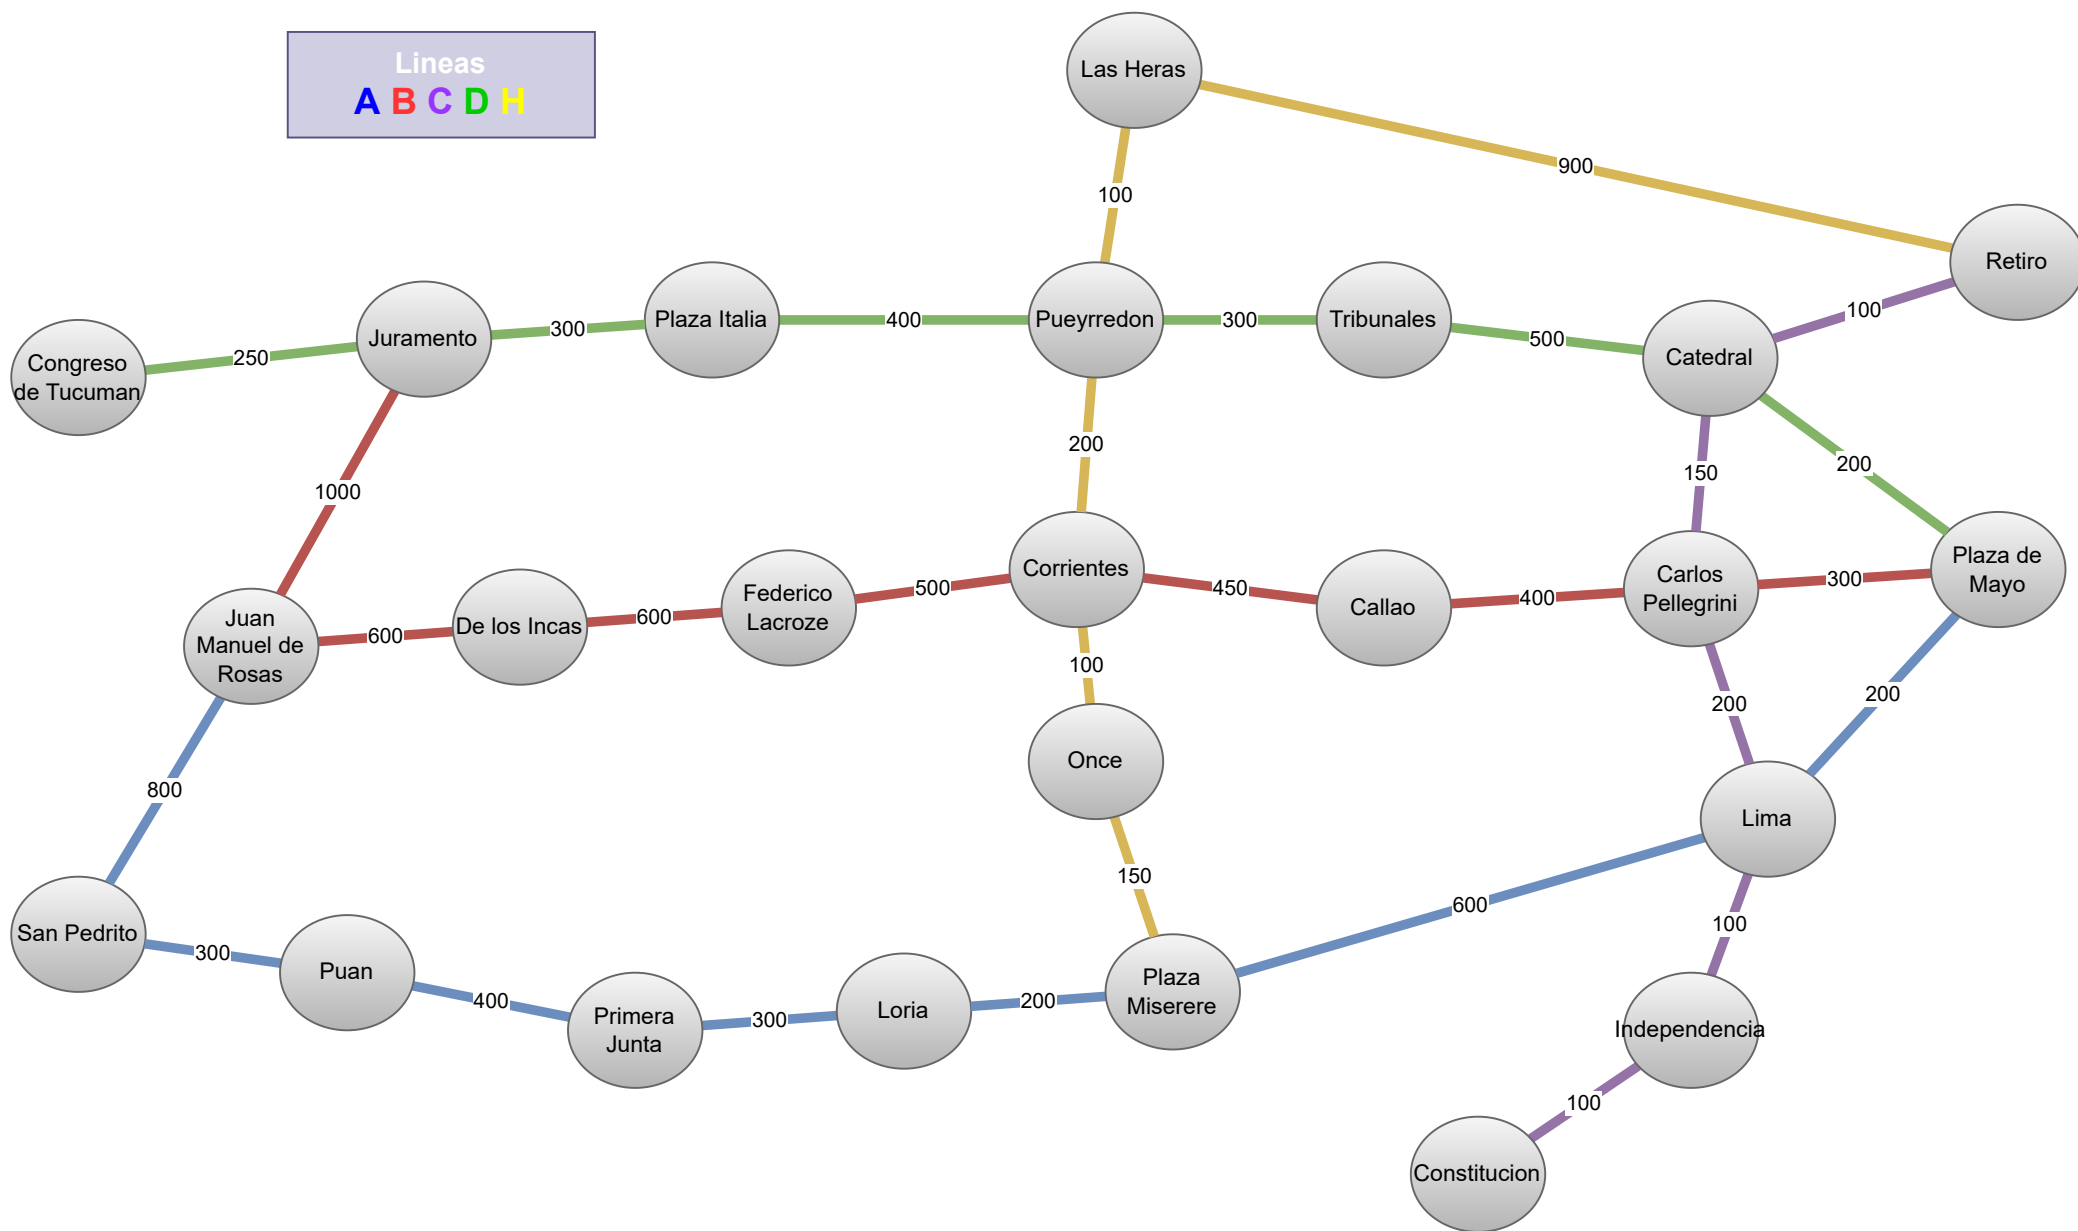 Lineas
A B C D H
Las Heras
900
100
Retiro
Plaza Italia
Pueyrredon
Tribunales
Juramento
300
400
300
500
100
Catedral
250
Congreso
de Tucuman
200
150
200
1000
Corrientes
Plaza de
Mayo
Carlos
Pellegrini
300
Federico
Lacroze
500
450
Callao
400
De los Incas
600
600
Juan
Manuel de
Rosas
100
200
200
Once
Lima
800
150
600
100
San Pedrito
300
Puan
400
Primera
Junta
300
Loria
200
Plaza
Miserere
Independencia
100
Constitucion